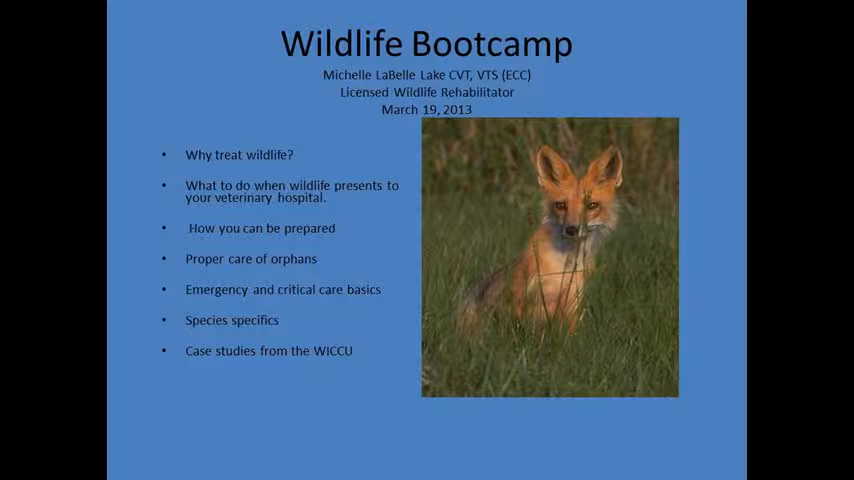 Wildlife Bootcamp
Michelle LaBelle Lake CVT, VTS (ECC)
Licensed Wildlife Rehabilitator
March 19, 2013
• Why treat wildlife?
• What to do when wildlife presents to
your veterinary hospital.
• How you can be prepared
• Proper care of orphans
• Emergency and critical care basics
• Species specifics
• Case studies from the WICCU